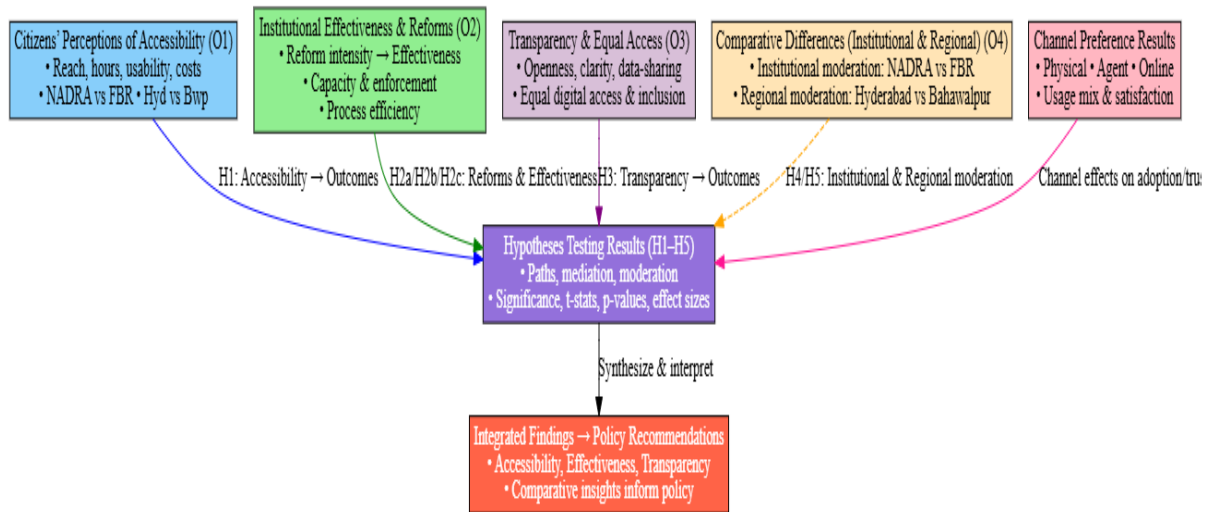 Citizens' Perceptions of Accessibility (O1)
• Reach, hours, usability, costs
• NADRA vs FBR • Hyd vs Bwp
Institutional Effectiveness & Reforms (O2)
• Reform intensity → Effectiveness
• Capacity & enforcement
• Process efficiency
Transparency & Equal Access (O3)
• Openness, clarity, data-sharing
• Equal digital access & inclusion
Comparative Differences (Institutional & Regional) (O4)
• Institutional moderation: NADRA vs FBR
• Regional moderation: Hyderabad vs Bahawalpur
Channel Preference Results
• Physical • Agent • Online
• Usage mix & satisfaction
H1: Accessibility → Outcomes
H2a/H2b/H2c: Reforms & Effectiveness
H3: Transparency → Outcomes
H4/H5: Institutional & Regional moderation
Channel effects on adoption/tru
Hypotheses Testing Results (H1–H5)
• Paths, mediation, moderation
• Significance, t-stats, p-values, effect sizes
Synthesize & interpret
Integrated Findings → Policy Recommendations
• Accessibility, Effectiveness, Transparency
• Comparative insights inform policy